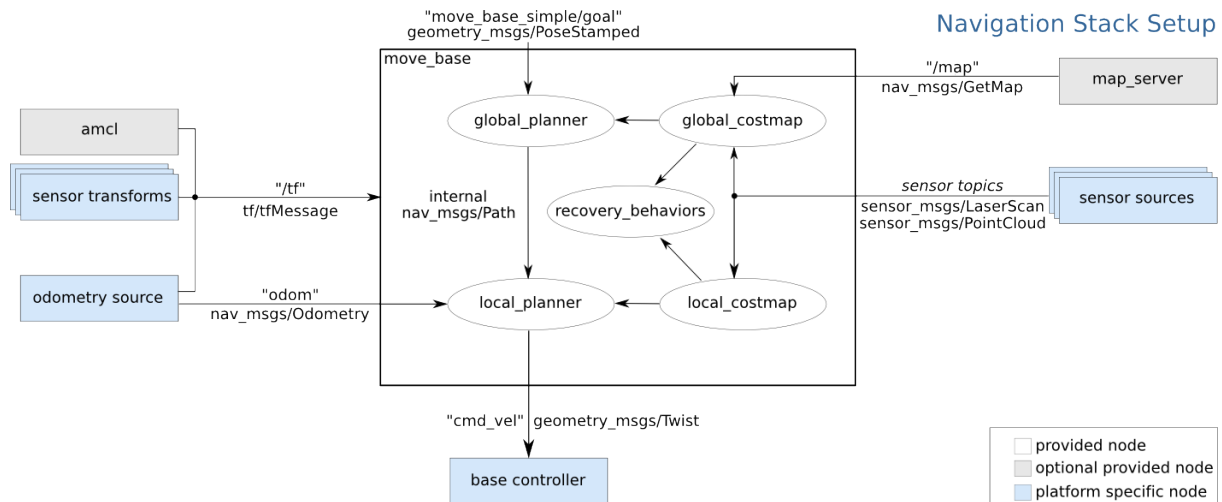 Navigation Stack Setup
"move_base_simple/goal"
geometry_msgs/PoseStamped
move_base
"/map"
nav_msgs/GetMap
map_server
amcl
global_planner
global_costmap
sensor transforms
"/tf"
tf/tfMessage
internal
nav_msgs/Path
recovery_behaviors
sensor topics
sensor_msgs/LaserScan
sensor_msgs/PointCloud
sensor sources
odometry source
"odom"
nav_msgs/Odometry
local_planner
local_costmap
"cmd_vel"
geometry_msgs/Twist
base controller
provided node
optional provided node
platform specific node